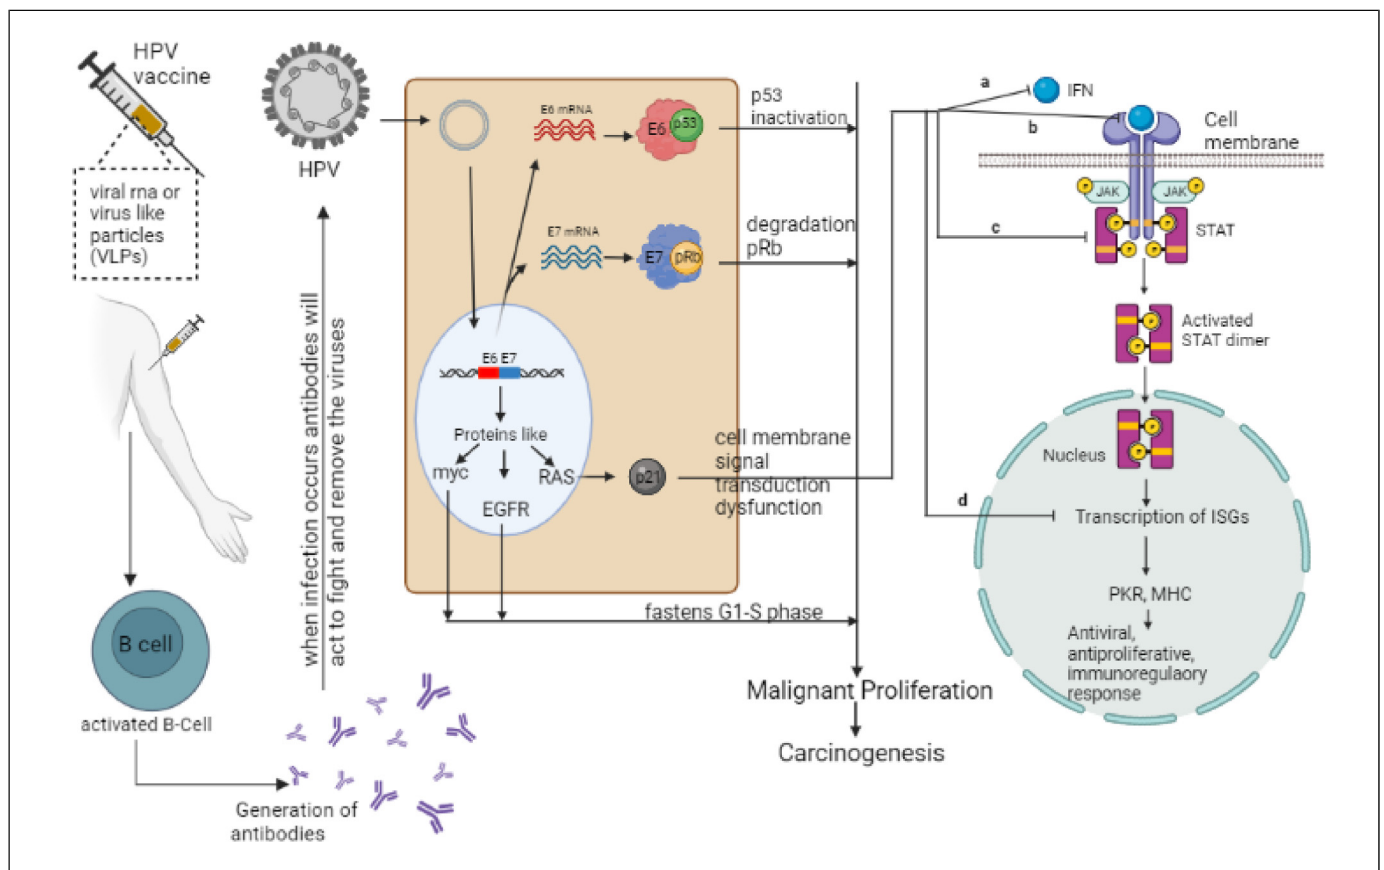 HPV
vaccine
viral rna or
virus like
particles
(VLPs)
B cell
activated B-Cell
Generation of
antibodies
when infection occurs antibodies will
act to fight and remove the viruses
HPV
E6 mRNA
E6
p53
E7 mRNA
E7
pRb
E6 E7
Proteins like
myc
RAS
EGFR
p21
p53
inactivation
degradation
pRb
cell membrane
signal
transduction
dysfunction
fastens G1-S phase
Malignant Proliferation
Carcinogenesis
a
IFN
b
Cell
membrane
P
JAK
JAK
P
c
P
P
STAT
P
P
P
P
Activated
STAT dimer
P
P
Nucleus
d
Transcription of ISGs
PKR, MHC
Antiviral,
antiproliferative,
immunoregulaory
response